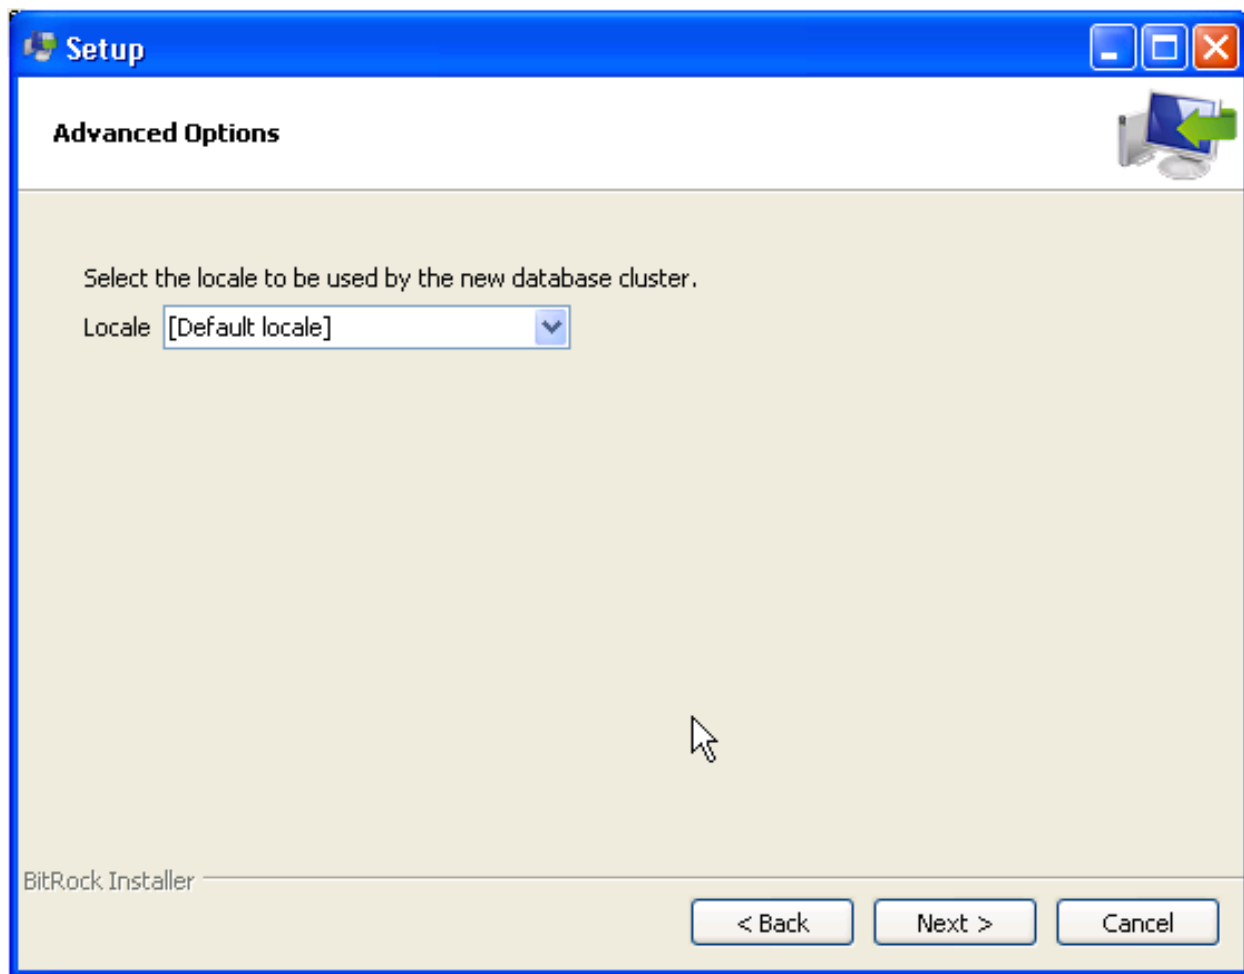 Setup
Advanced Options
Select the locale to be used by the new database cluster.
Locale [Default locale]
BitRock Installer
< Back Next > Cancel